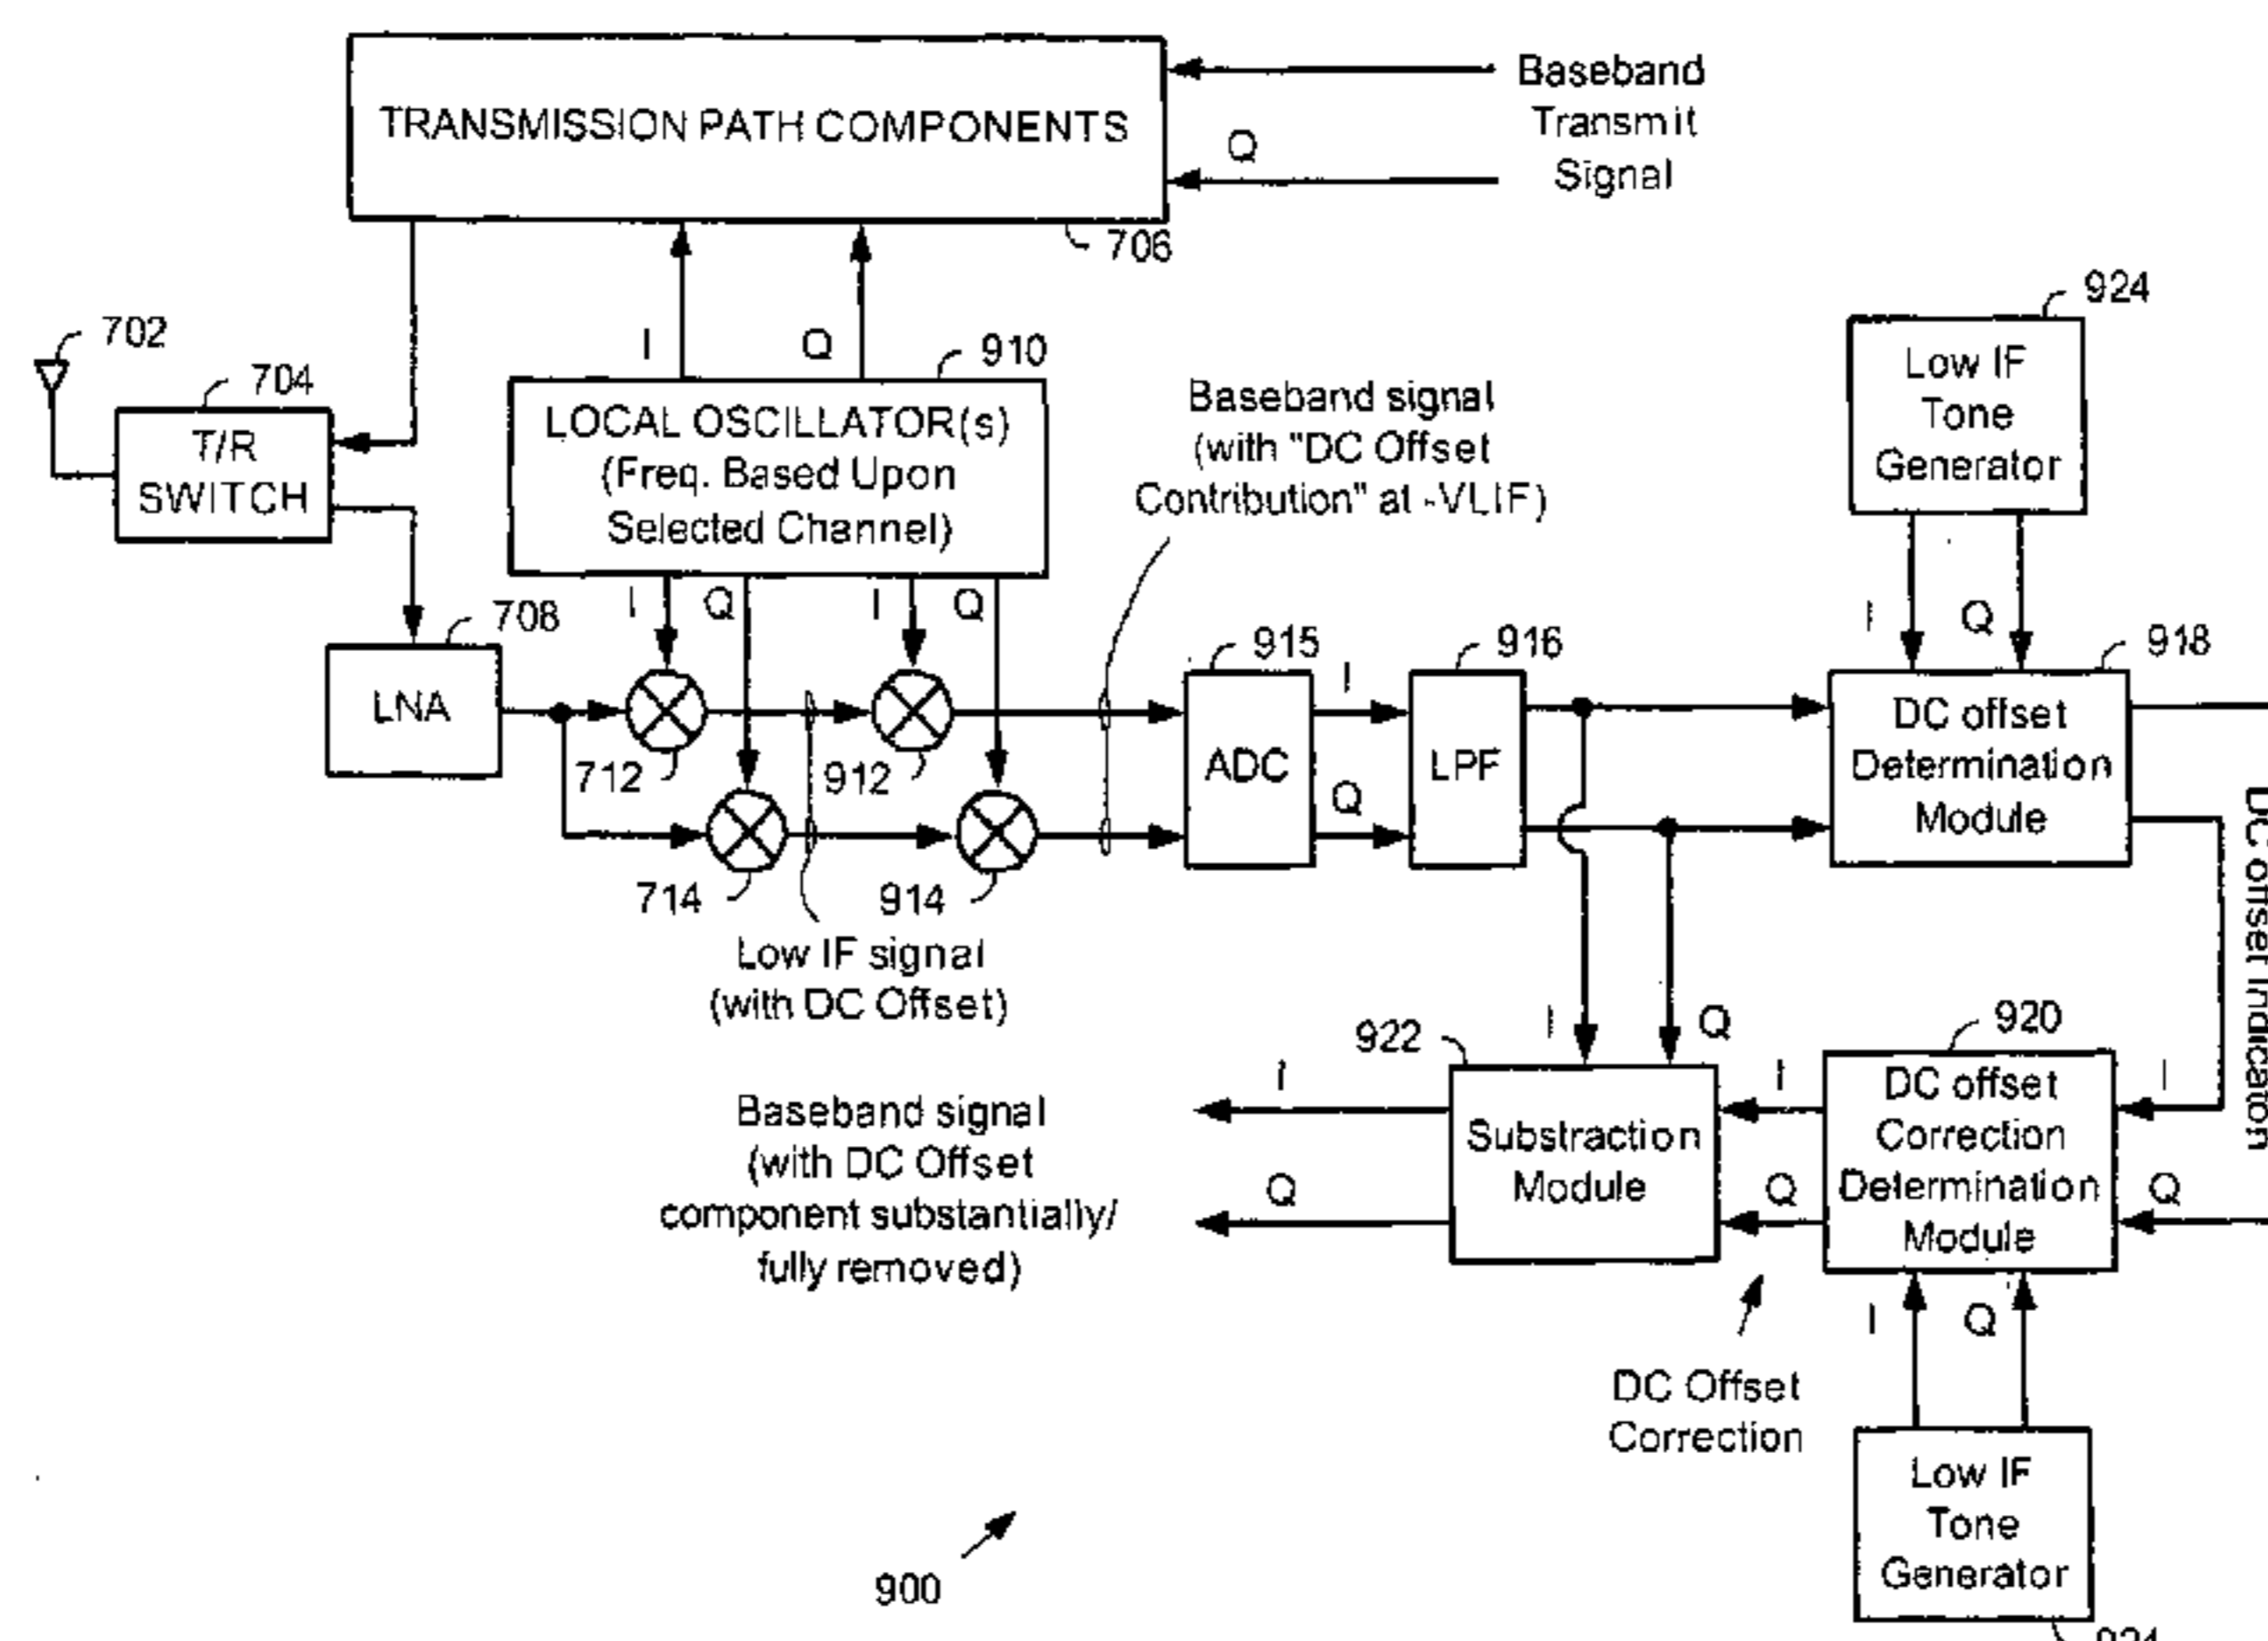 TRANSMISSION PATH COMPONENTS
Baseband
Transmit
Signal
Q
706
702
704
T/R
SWITCH
I
Q
910
LOCAL OSCILLATOR(s)
(Freq. Based Upon
Selected Channel)
Baseband signal
(with "DC Offset
Contribution" at -VLIF)
924
Low IF
Tone
Generator
I
Q
I
Q
I
Q
708
LNA
712
912
714
914
915
ADC
I
Q
916
LPF
918
DC offset
Determination
Module
DC offset Indicator
Low IF signal
(with DC Offset)
I
Q
922
Substraction
Module
I
Q
I
Q
920
DC offset
Correction
Determination
Module
I
Q
Baseband signal
(with DC Offset
component substantially/
fully removed)
I
Q
DC Offset
Correction
Low IF
Tone
Generator
900